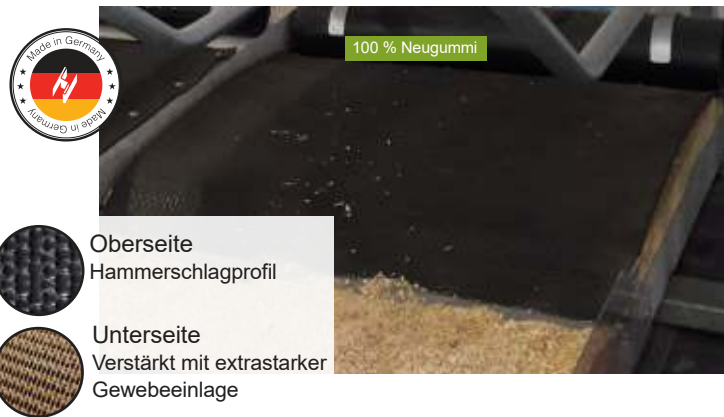 Made in Germany
Made in Germany
100 % Neugummi
Oberseite
Hammerschlagprofil
Unterseite
Verstärkt mit extrastarker
Gewebeeinlage